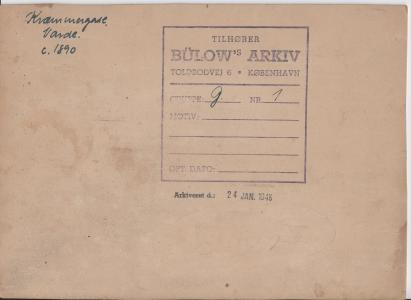 Kræmmergade,
Varde.
c. 1890
TILHØRER
BÜLOW'S ARKIV
TOLDBODVEJ 6 • KØBENHAVN
GRUPPE: g NR. 1
MOTIV:
OPT. DATO:
Arkiveret d.: 24 JAN. 1948